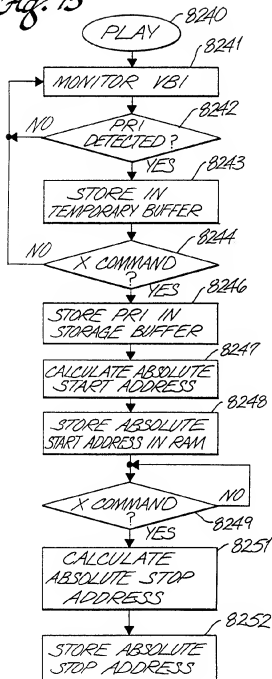 Fig. 13
PLAY
8240
8241
MONITOR VBI
8242
NO
PRI
DETECTED?
YES
8243
STORE IN
TEMPORARY BUFFER
8244
NO
X COMMAND
?
YES
8246
STORE PRI IN
STORAGE BUFFER
8247
CALCULATE ABSOLUTE
START ADDRESS
8248
STORE ABSOLUTE
START ADDRESS IN RAM
X COMMAND
?
NO
8249
YES
8251
CALCULATE
ABSOLUTE STOP
ADDRESS
8252
STORE ABSOLUTE
STOP ADDRESS